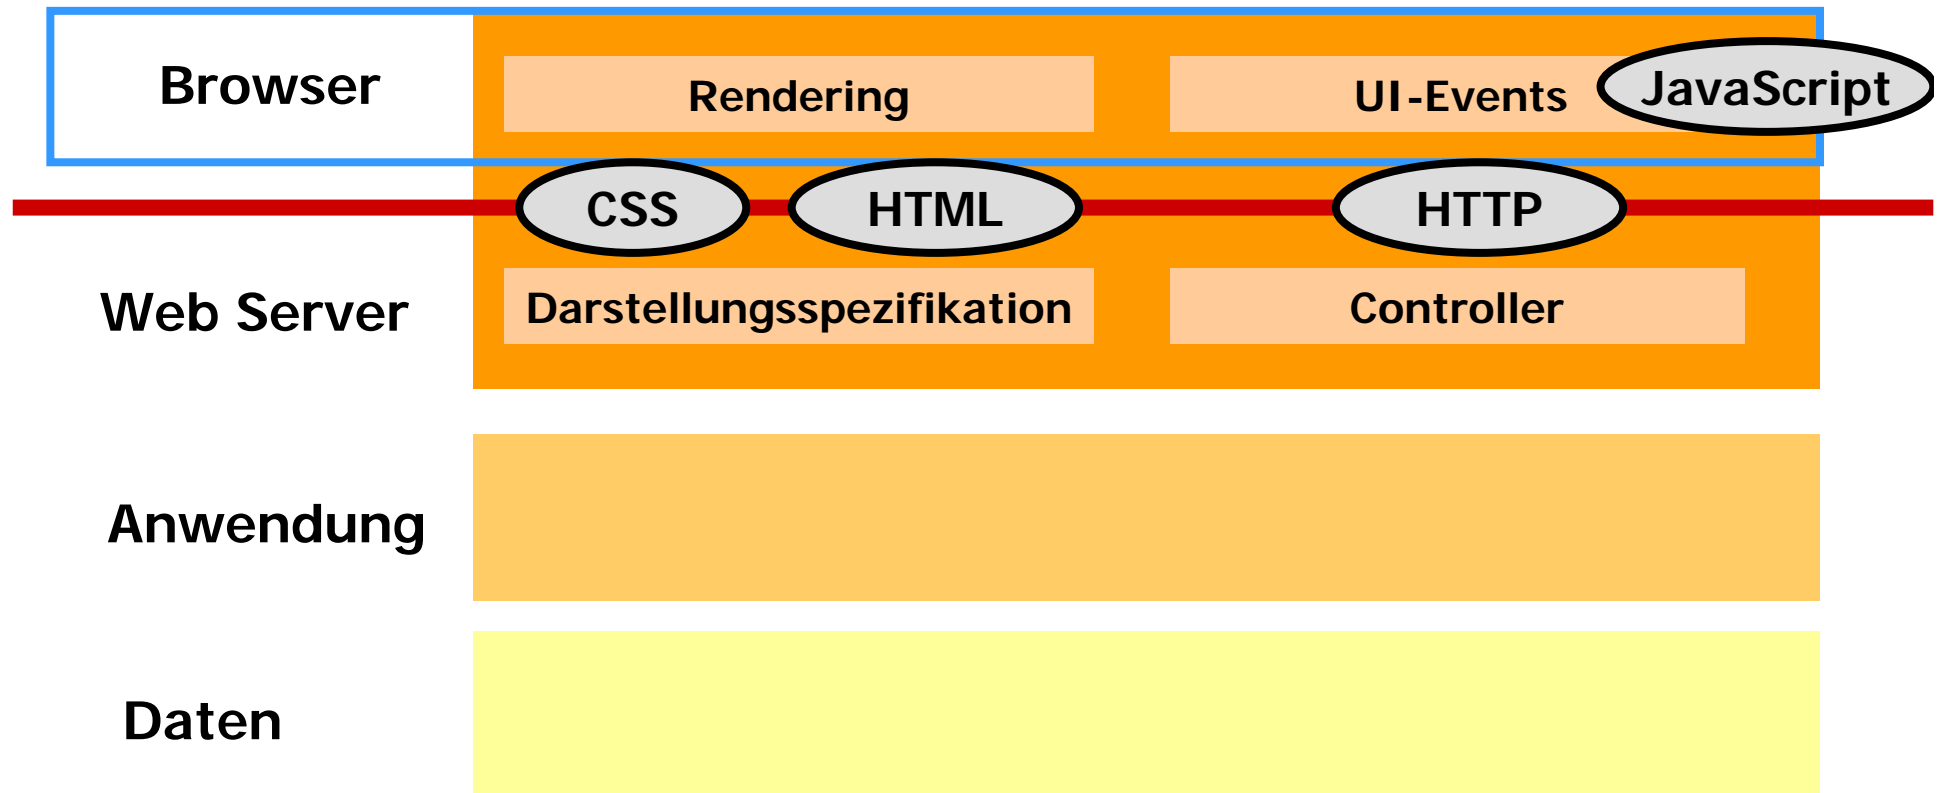 Browser
Rendering
UI-Events
JavaScript
CSS
HTML
HTTP
Web Server
Darstellungsspezifikation
Controller
Anwendung
Daten